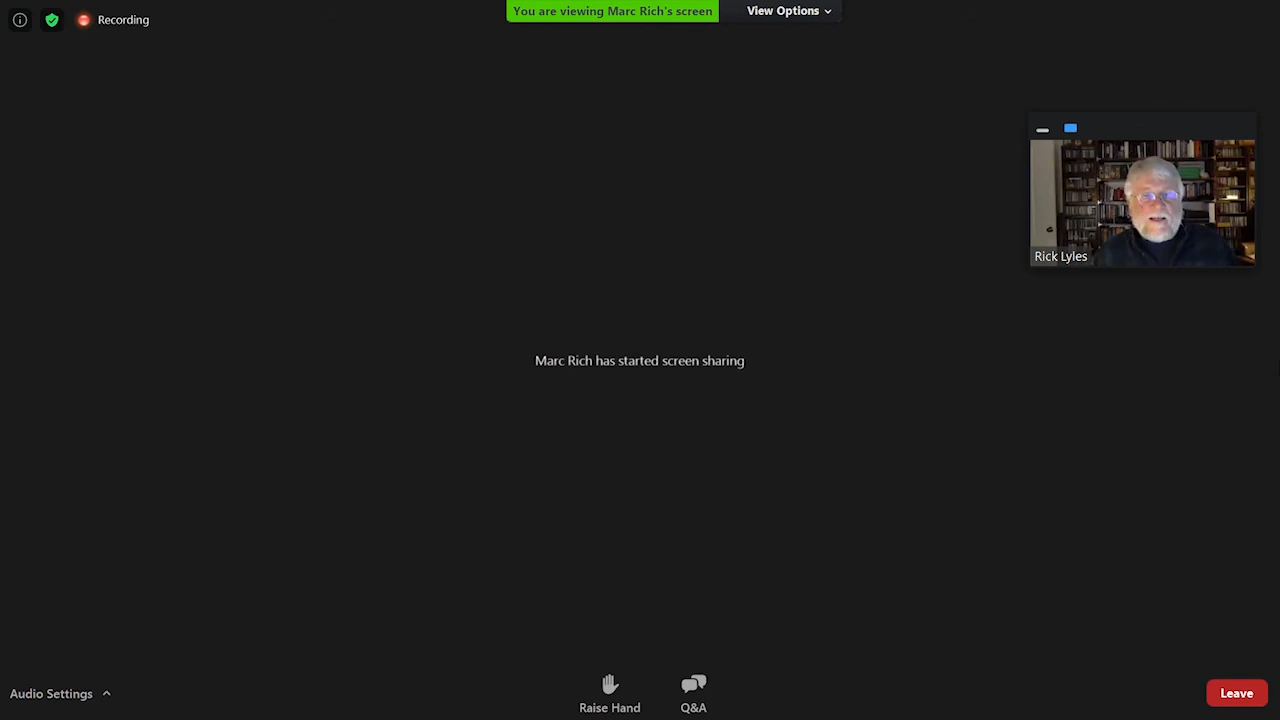 Recording
You are viewing Marc Rich's screen
View Options
Rick Lyles
Marc Rich has started screen sharing
Audio Settings
Raise Hand
Q&A
Leave